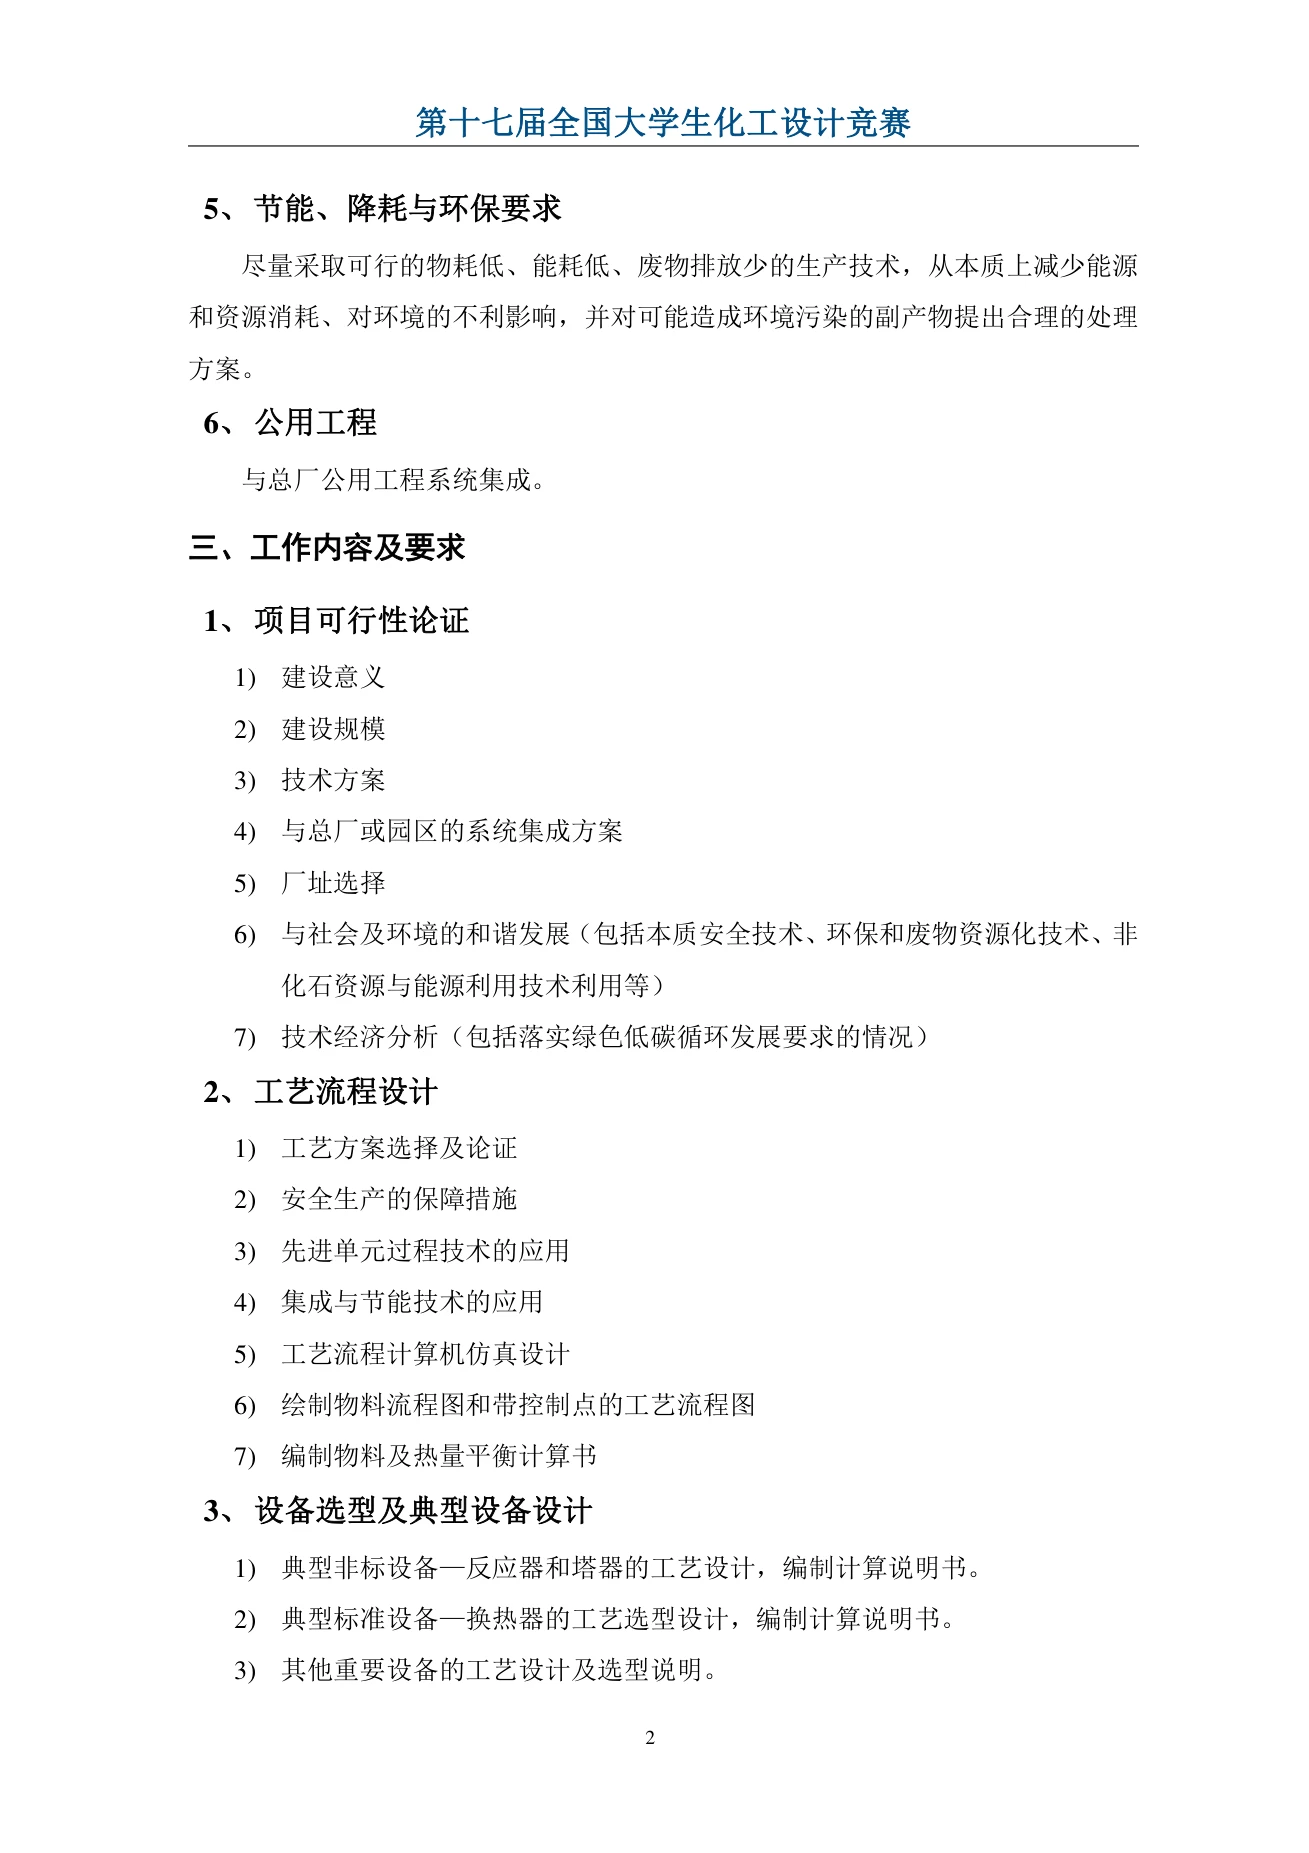 第十七届全国大学生化工设计竞赛
5、 节能、降耗与环保要求
尽量采取可行的物耗低、能耗低、废物排放少的生产技术，从本质上减少能源
和资源消耗、对环境的不利影响，并对可能造成环境污染的副产物提出合理的处理
方案。
6、 公用工程
与总厂公用工程系统集成。
三、工作内容及要求
1、 项目可行性论证
1) 建设意义
2) 建设规模
3) 技术方案
4) 与总厂或园区的系统集成方案
5) 厂址选择
6) 与社会及环境的和谐发展（包括本质安全技术、环保和废物资源化技术、非
化石资源与能源利用技术利用等）
7) 技术经济分析（包括落实绿色低碳循环发展要求的情况）
2、 工艺流程设计
1) 工艺方案选择及论证
2) 安全生产的保障措施
3) 先进单元过程技术的应用
4) 集成与节能技术的应用
5) 工艺流程计算机仿真设计
6) 绘制物料流程图和带控制点的工艺流程图
7) 编制物料及热量平衡计算书
3、 设备选型及典型设备设计
1) 典型非标设备—反应器和塔器的工艺设计，编制计算说明书。
2) 典型标准设备—换热器的工艺选型设计，编制计算说明书。
3) 其他重要设备的工艺设计及选型说明。
2